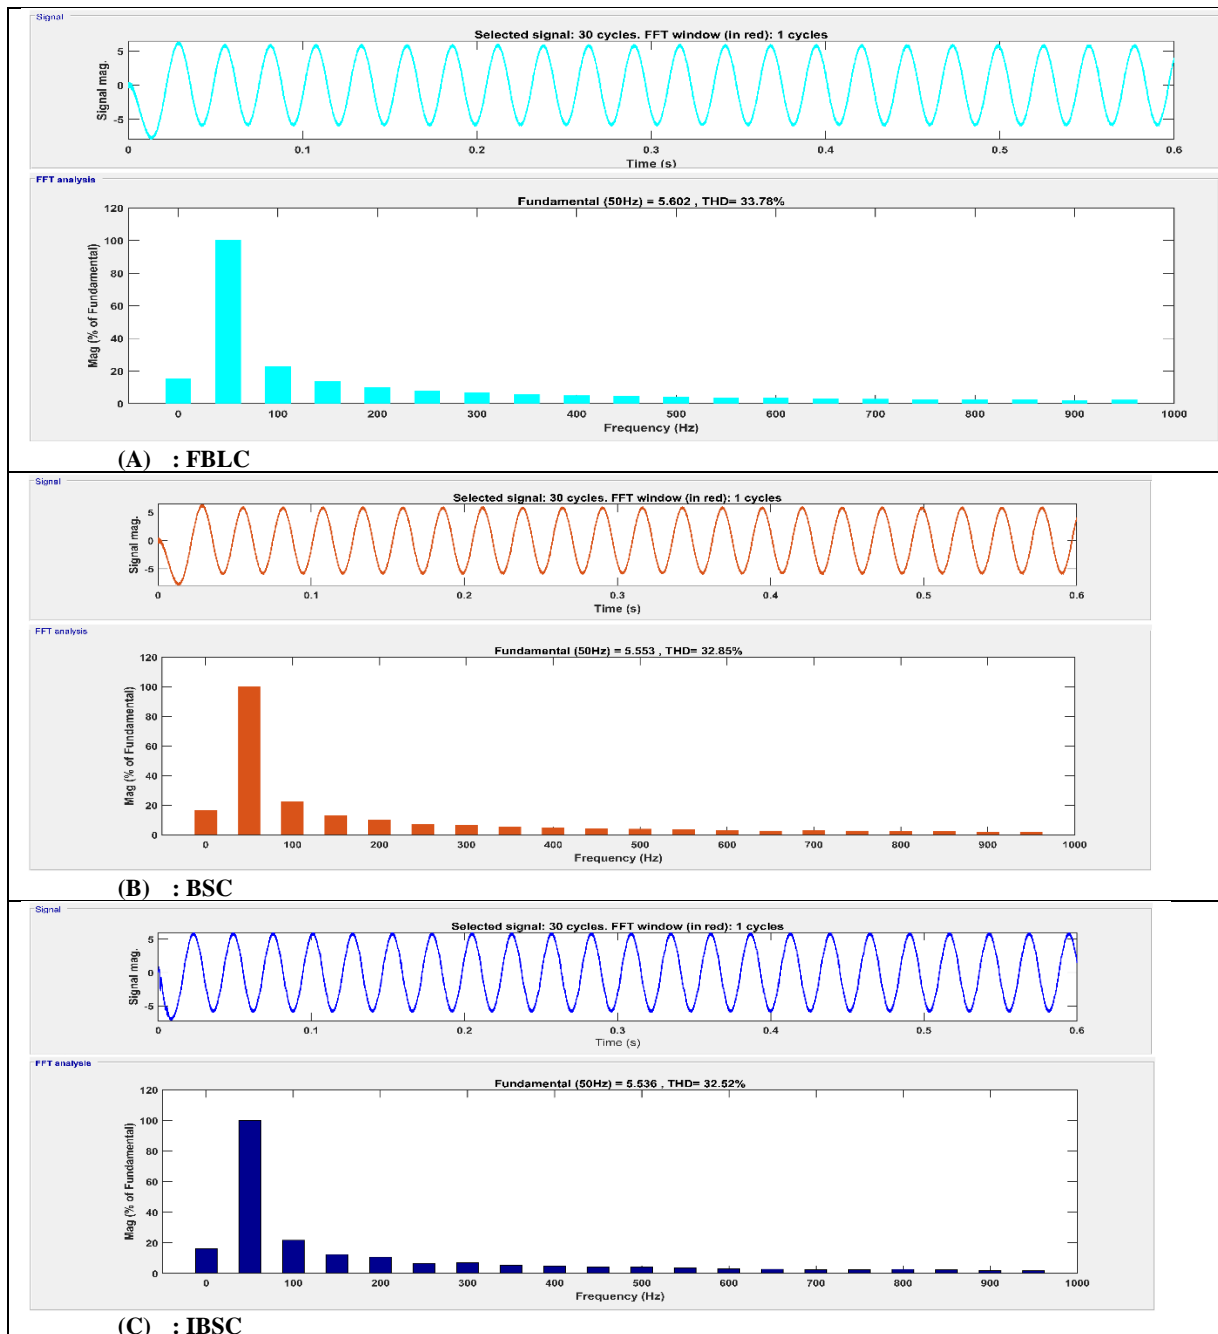 Signal
Selected signal: 30 cycles. FFT window (in red): 1 cycles
Signal mag.
5
0
-5
0 0.1 0.2 0.3 0.4 0.5 0.6
Time (s)
FFT analysis
Fundamental (50Hz) = 5.602 , THD= 33.78%
Mag (% of Fundamental)
120
100
80
60
40
20
0
0 100 200 300 400 500 600 700 800 900 1000
Frequency (Hz)
(A) : FBLC
Signal
Selected signal: 30 cycles. FFT window (in red): 1 cycles
Signal mag.
5
0
-5
0 0.1 0.2 0.3 0.4 0.5 0.6
Time (s)
FFT analysis
Fundamental (50Hz) = 5.553 , THD= 32.85%
Mag (% of Fundamental)
120
100
80
60
40
20
0
0 100 200 300 400 500 600 700 800 900 1000
Frequency (Hz)
(B) : BSC
Signal
Selected signal: 30 cycles. FFT window (in red): 1 cycles
Signal mag.
5
0
-5
0 0.1 0.2 0.3 0.4 0.5 0.6
Time (s)
FFT analysis
Fundamental (50Hz) = 5.536 , THD= 32.52%
Mag (% of Fundamental)
120
100
80
60
40
20
0
0 100 200 300 400 500 600 700 800 900 1000
Frequency (Hz)
(C) : IBSC